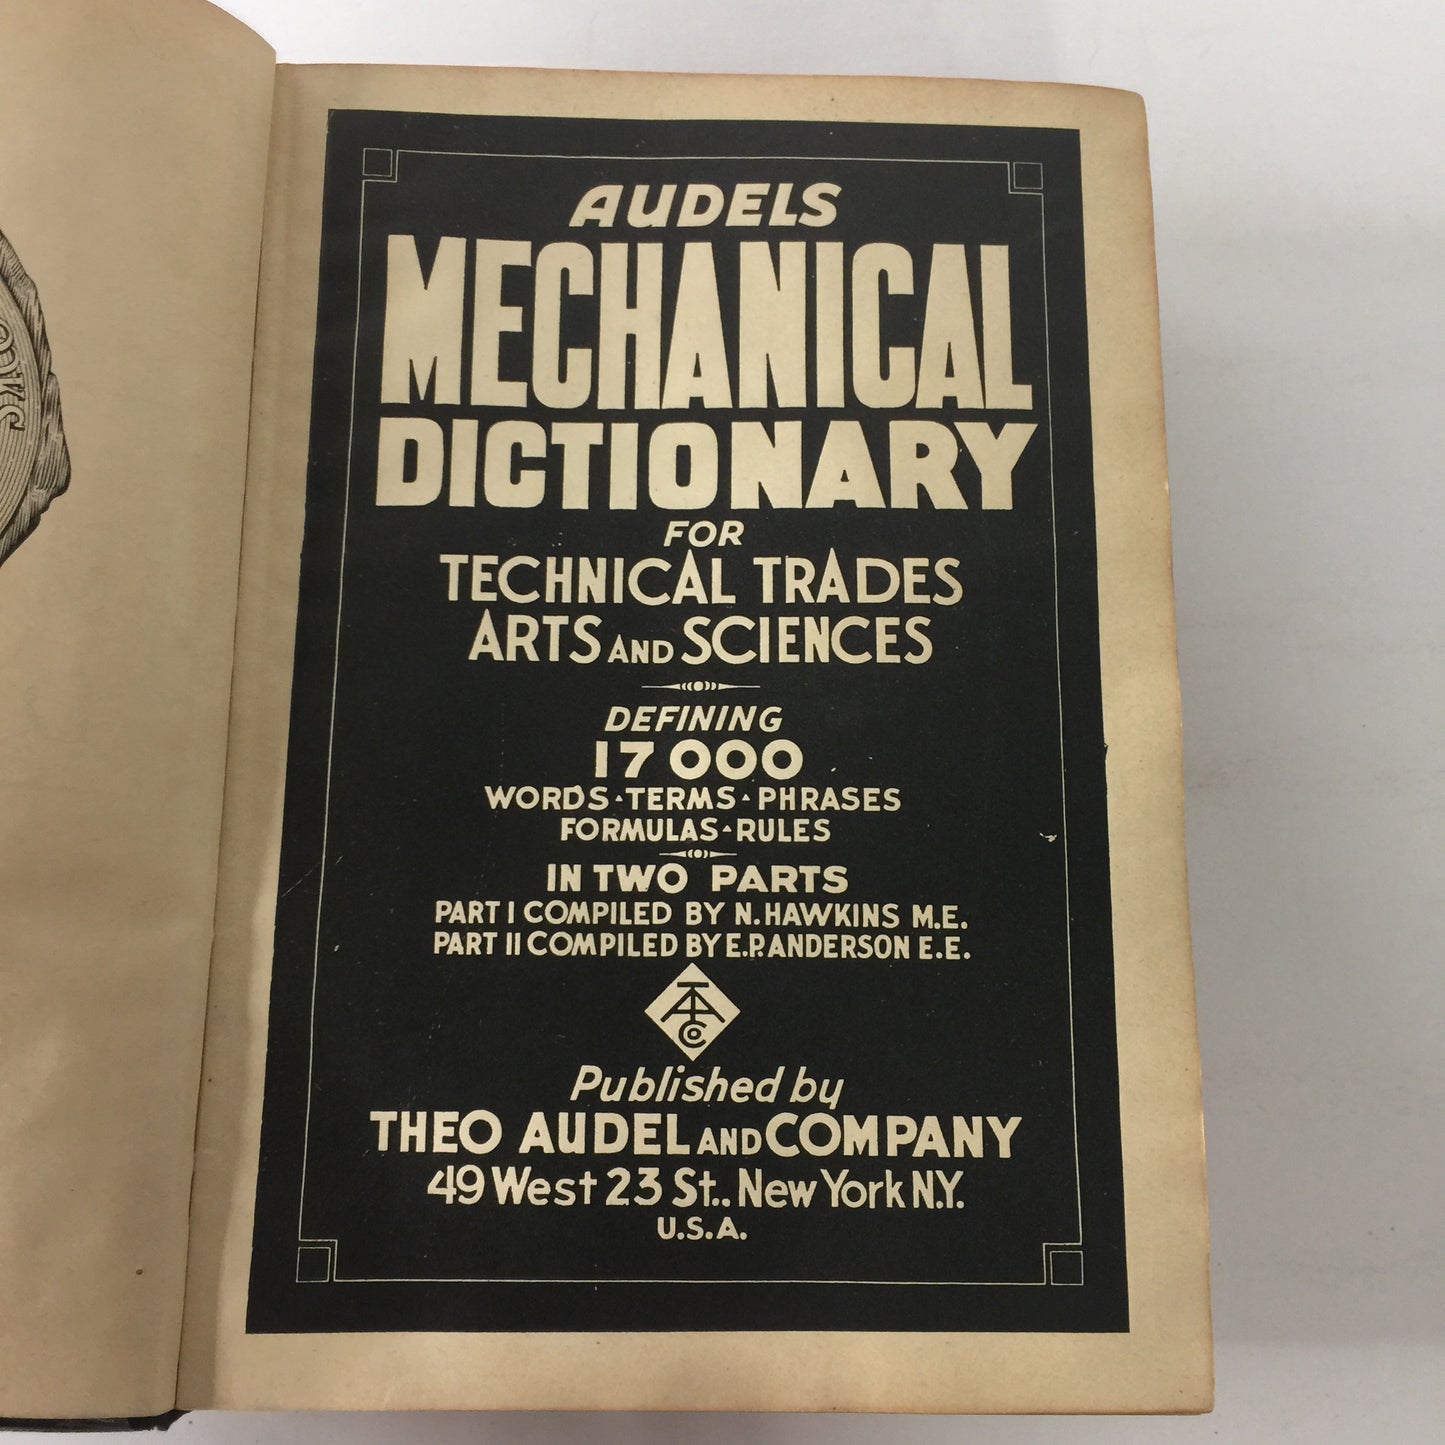 AUDELS
MECHANICAL
DICTIONARY
FOR
TECHNICAL TRADES
ARTS AND SCIENCES
DEFINING
17000
WORDS-TERMS-PHRASES
FORMULAS-RULES
IN TWO PARTS
PART I COMPILED BY N. HAWKINS M.E.
PART II COMPILED BY E.P. ANDERSON E.E.
TAA
Co
Published by
THEO AUDEL AND COMPANY
49 West 23 St.. New York N.Y.
U.S.A.